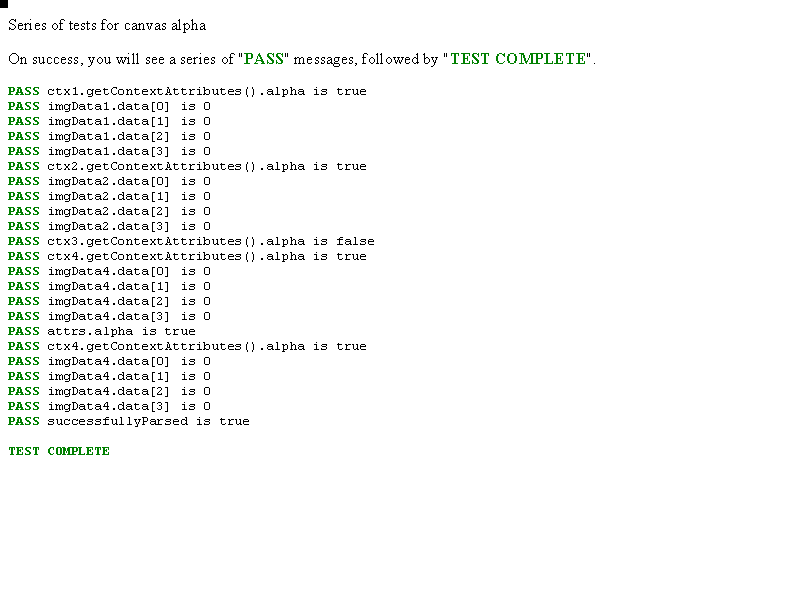 Series of tests for canvas alpha
On success, you will see a series of "PASS" messages, followed by "TEST COMPLETE".
PASS ctx1.getContextAttributes().alpha is true
PASS imgData1.data[0] is 0
PASS imgData1.data[1] is 0
PASS imgData1.data[2] is 0
PASS imgData1.data[3] is 0
PASS ctx2.getContextAttributes().alpha is true
PASS imgData2.data[0] is 0
PASS imgData2.data[1] is 0
PASS imgData2.data[2] is 0
PASS imgData2.data[3] is 0
PASS ctx3.getContextAttributes().alpha is false
PASS ctx4.getContextAttributes().alpha is true
PASS imgData4.data[0] is 0
PASS imgData4.data[1] is 0
PASS imgData4.data[2] is 0
PASS imgData4.data[3] is 0
PASS attrs.alpha is true
PASS ctx4.getContextAttributes().alpha is true
PASS imgData4.data[0] is 0
PASS imgData4.data[1] is 0
PASS imgData4.data[2] is 0
PASS imgData4.data[3] is 0
PASS successfullyParsed is true
TEST COMPLETE